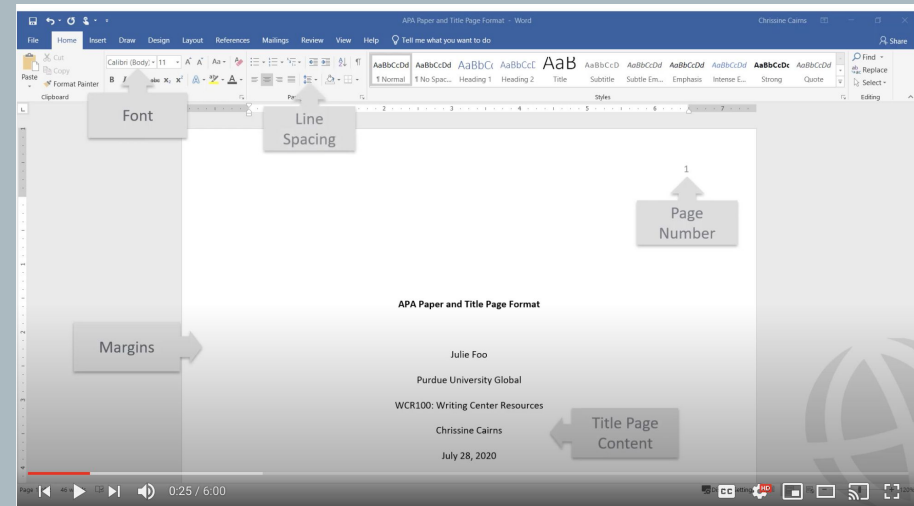 APA Paper and Title Page Format - Word
Chrissine Cairns
File Home Insert Draw Design Layout References Mailings Review View Help Tell me what you want to do
Share
Cut
Copy
Paste
Format Painter
Calibri (Body) 11
AaBbCcDd AaBbCcDd AaBbCc AaBbCcC AaB AaBbCcD AaBbCcDd AaBbCcDd AaBbCcDd AaBbCcDc AaBbCcDd
¶ Normal ¶ No Spac... Heading 1 Heading 2 Title Subtitle Subtle Em... Emphasis Intense E... Strong Quote
Find
Replace
Select
Clipboard
Styles
Editing
Font
Line
Spacing
1
Page
Number
APA Paper and Title Page Format
Margins
Julie Foo
Purdue University Global
WCR100: Writing Center Resources
Chrissine Cairns
Title Page
Content
July 28, 2020
0:25 / 6:00
CC
HD